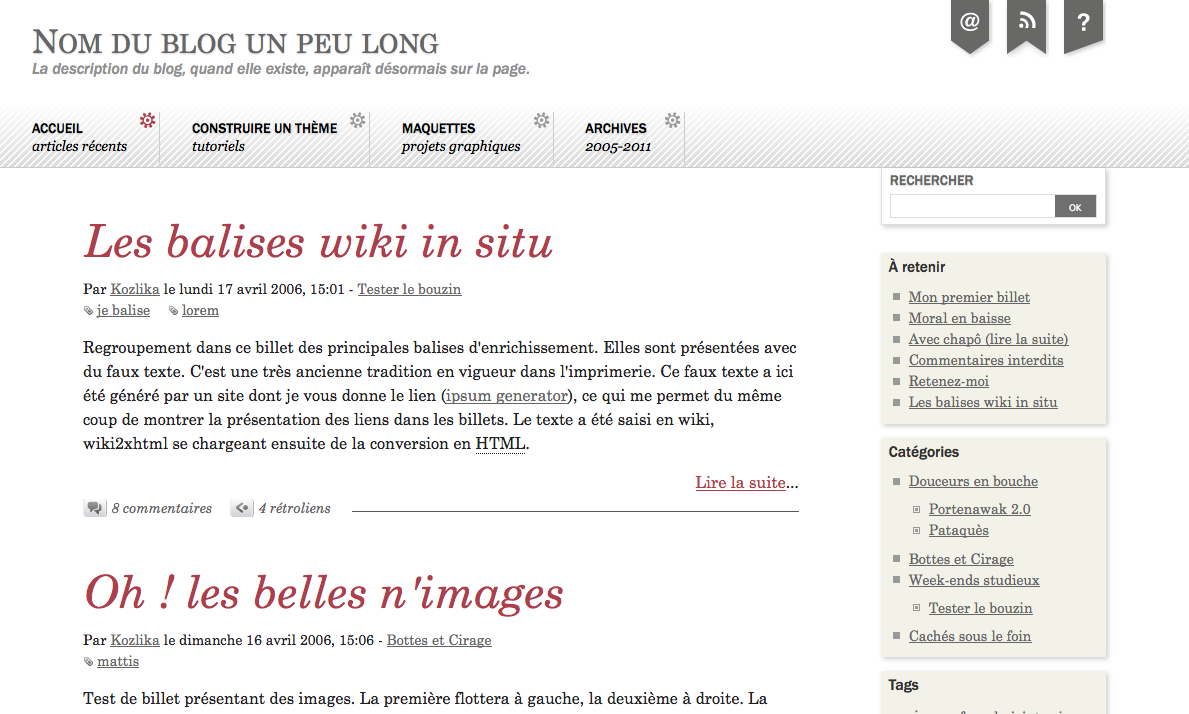 NOM DU BLOG UN PEU LONG
La description du blog, quand elle existe, apparaît désormais sur la page.
@ ?
ACCUEIL
articles récents
CONSTRUIRE UN THÈME
tutoriels
MAQUETTES
projets graphiques
ARCHIVES
2005-2011
Les balises wiki in situ
Par Kozlika le lundi 17 avril 2006, 15:01 - Tester le bouzin
je balise lorem
Regroupement dans ce billet des principales balises d'enrichissement. Elles sont présentées avec
du faux texte. C'est une très ancienne tradition en vigueur dans l'imprimerie. Ce faux texte a ici
été généré par un site dont je vous donne le lien (ipsum generator), ce qui me permet du même
coup de montrer la présentation des liens dans les billets. Le texte a été saisi en wiki,
wiki2xhtml se chargeant ensuite de la conversion en HTML.
Lire la suite...
8 commentaires 4 rétroliens
Oh ! les belles n'images
Par Kozlika le dimanche 16 avril 2006, 15:06 - Bottes et Cirage
mattis
Test de billet présentant des images. La première flottera à gauche, la deuxième à droite. La
RECHERCHER
OK
À retenir
Mon premier billet
Moral en baisse
Avec chapô (lire la suite)
Commentaires interdits
Retenez-moi
Les balises wiki in situ
Catégories
Douceurs en bouche
Portenawak 2.0
Pataquès
Bottes et Cirage
Week-ends studieux
Tester le bouzin
Cachés sous le foin
Tags